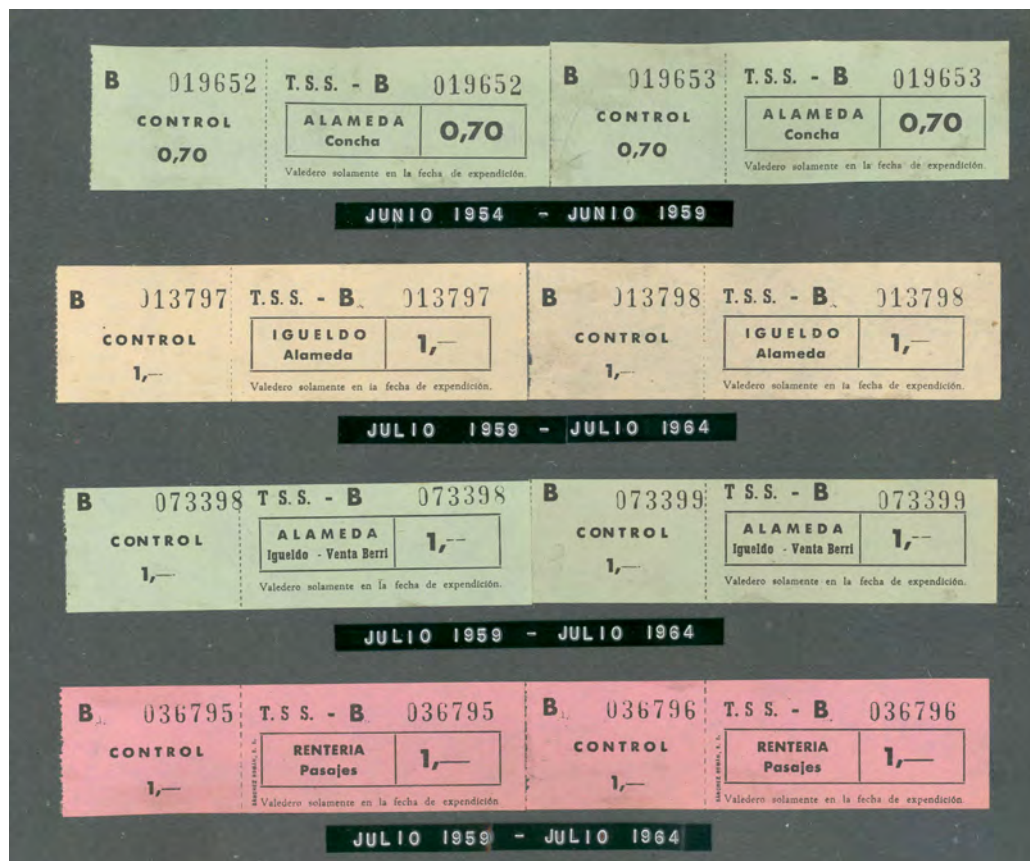 B 019652 T.S.S. - B 019652 B 019653 T.S.S. - B 019653
CONTROL ALAMEDA 0,70 CONTROL ALAMEDA 0,70
0,70 Concha 0,70 Concha
Valedero solamente en la fecha de expendición. Valedero solamente en la fecha de expendición.
JUNIO 1954 - JUNIO 1959
B 013797 T.S.S. - B 013797 B 013798 T.S.S. - B 013798
CONTROL IGUELDO 1,— CONTROL IGUELDO 1,—
1,— Alameda 1,— Alameda
Valedero solamente en la fecha de expendición. Valedero solamente en la fecha de expendición.
JULIO 1959 - JULIO 1964
B 073398 T S.S. - B 073398 B 073399 T S.S. - B 073399
CONTROL ALAMEDA 1,-- CONTROL ALAMEDA 1,--
1,— Igueldo - Venta Berri 1,— Igueldo - Venta Berri
Valedero solamente en la fecha de expendición. Valedero solamente en la fecha de expendición.
JULIO 1959 - JULIO 1964
B 036795 T.S S. - B 036795 B 036796 T.S S. - B 036796
CONTROL RENTERIA 1,— CONTROL RENTERIA 1,—
1,— Pasajes 1,— Pasajes
Valedero solamente en la fecha de expendición Valedero solamente en la fecha de expendición
JULIO 1959 - JULIO 1964